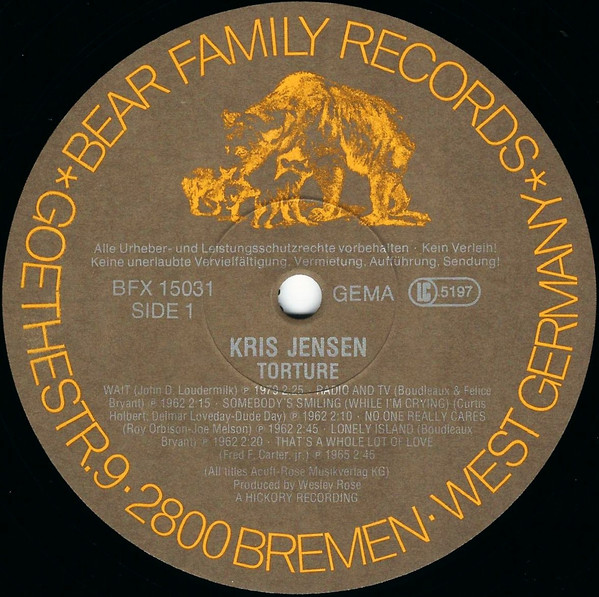 *BEAR FAMILY RECORDS*
GOETHESTR. 9 · 2800 BREMEN · WEST GERMANY
Alle Urheber- und Leistungsschutzrechte vorbehalten · Kein Verleih!
Keine unerlaubte Vervielfältigung, Vermietung, Aufführung, Sendung!
BFX 15031
SIDE 1
GEMA
LC 5197
KRIS JENSEN
TORTURE
WAIT (John D. Loudermilk) ℗ 1979 2:25 · RADIO AND TV (Boudleaux & Felice
Bryant) ℗ 1962 2:15 · SOMEBODY'S SMILING (WHILE I'M CRYING) (Curtis
Holbert, Delmar Loveday-Dude Day) ℗ 1962 2:10 · NO ONE REALLY CARES
(Roy Orbison-Joe Melson) ℗ 1962 2:45 · LONELY ISLAND (Boudleaux
Bryant) ℗ 1962 2:20 · THAT'S A WHOLE LOT OF LOVE
(Fred F. Carter, jr.) ℗ 1965 2:45
(All titles Acuff-Rose Musikverlag KG)
Produced by Wesley Rose
A HICKORY RECORDING